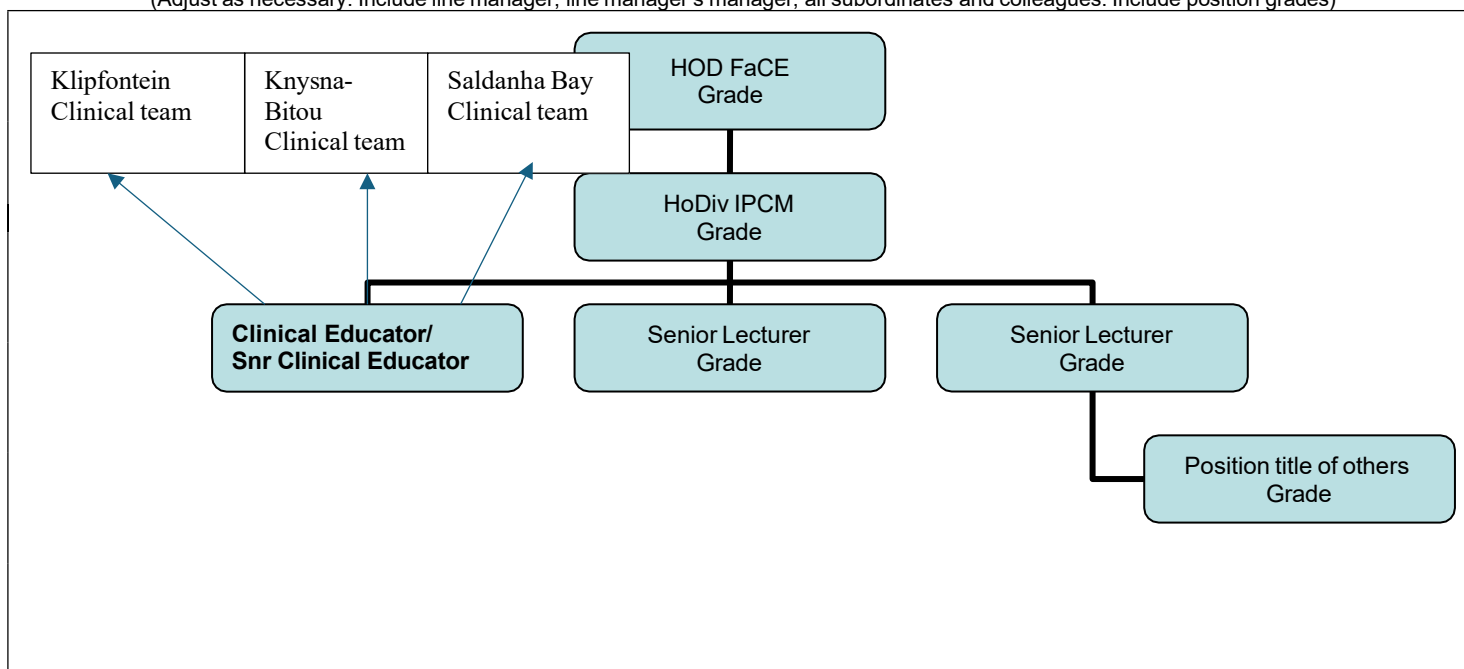 (Adjust as necessary. Include line manager, line manager's manager, all subordinates and colleagues. Include position grades)
Klipfontein
Clinical team
Knysna-
Bitou
Clinical team
Saldanha Bay
Clinical team
HOD FaCE
Grade
HoDiv IPCM
Grade
Clinical Educator/
Snr Clinical Educator
Senior Lecturer
Grade
Senior Lecturer
Grade
Position title of others
Grade